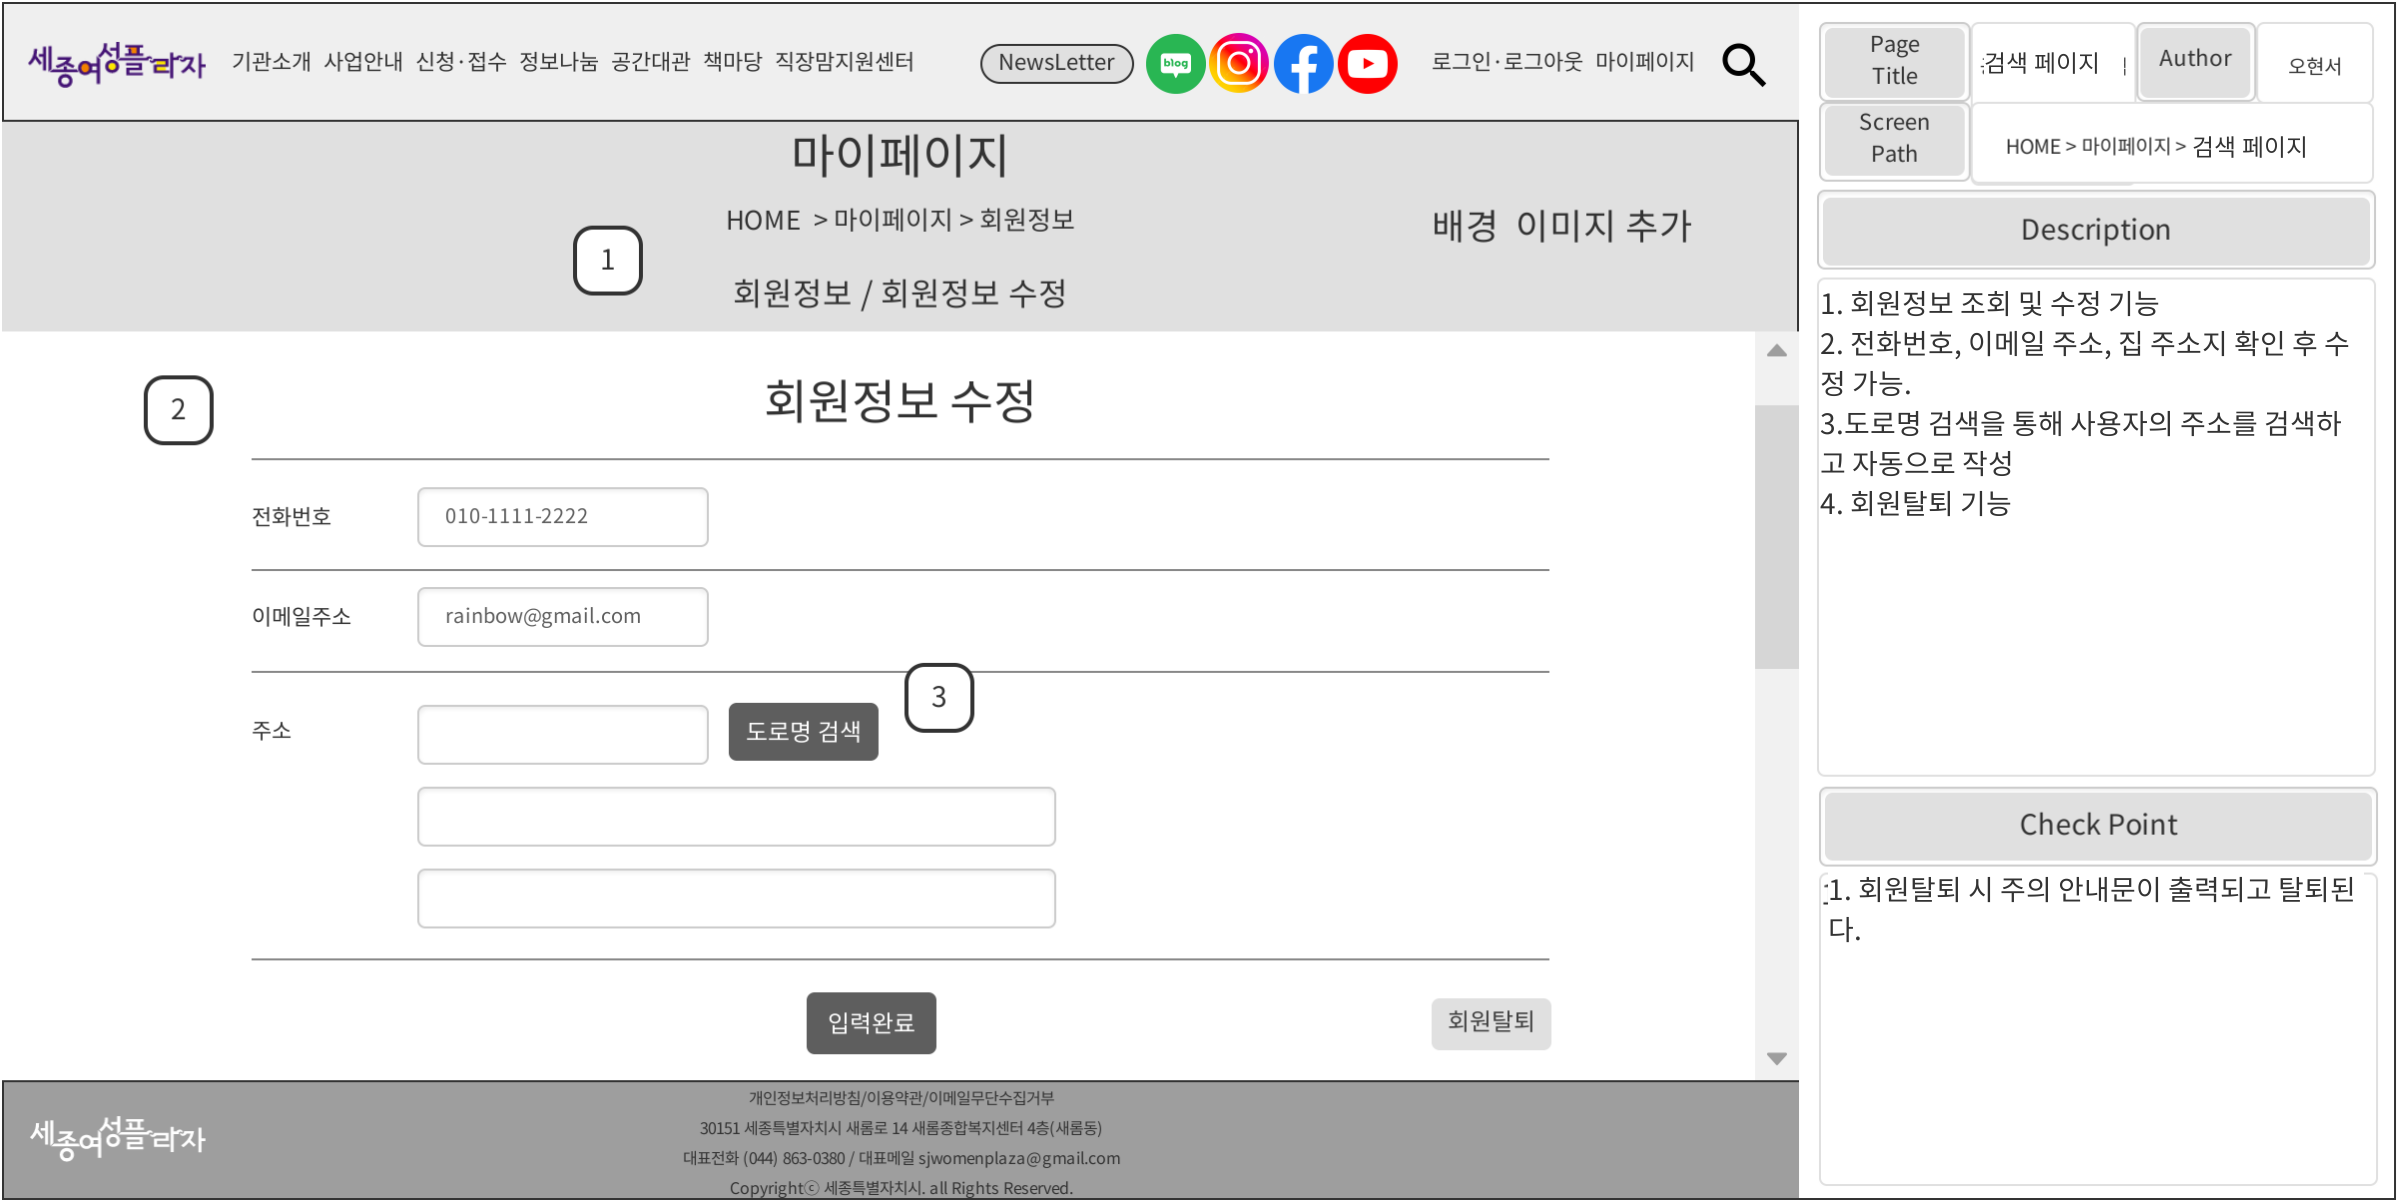 세종여성플라자
기관소개 사업안내 신청·접수 정보나눔 공간대관 책마당 직장맘지원센터
NewsLetter
blog
로그인·로그아웃 마이페이지
마이페이지
HOME > 마이페이지 > 회원정보
배경 이미지 추가
1
회원정보 / 회원정보 수정
2
회원정보 수정
전화번호
010-1111-2222
이메일주소
rainbow@gmail.com
3
주소
도로명 검색
입력완료
회원탈퇴
세종여성플라자
개인정보처리방침/이용약관/이메일무단수집거부
30151 세종특별자치시 새롬로 14 새롬종합복지센터 4층(새롬동)
대표전화 (044) 863-0380 / 대표메일 sjwomenplaza@gmail.com
Copyrightⓒ 세종특별자치시. all Rights Reserved.
Page
Title
검색 페이지
Author
오현서
Screen
Path
HOME > 마이페이지 > 검색 페이지
Description
1. 회원정보 조회 및 수정 기능
2. 전화번호, 이메일 주소, 집 주소지 확인 후 수
정 가능.
3.도로명 검색을 통해 사용자의 주소를 검색하
고 자동으로 작성
4. 회원탈퇴 기능
Check Point
1. 회원탈퇴 시 주의 안내문이 출력되고 탈퇴된
다.